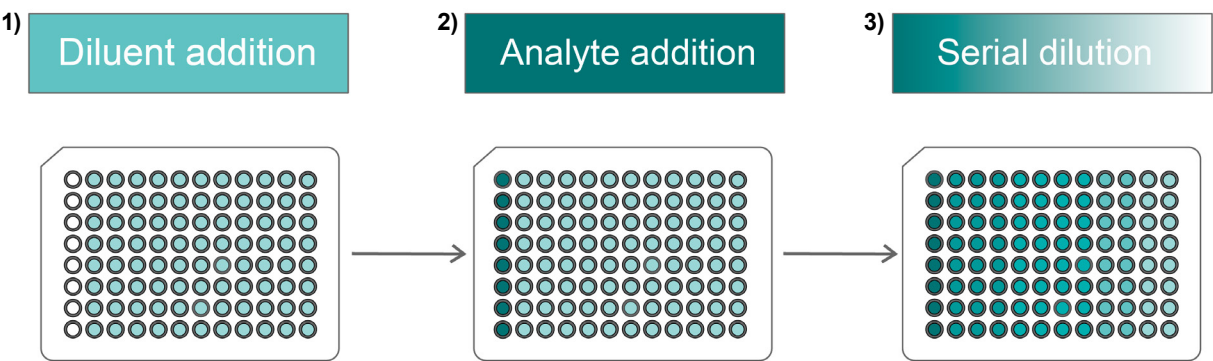 1) Diluent addition
2) Analyte addition
3) Serial dilution